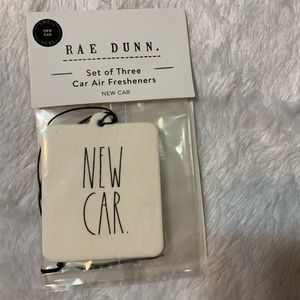 NEW
CAR
RAE DUNN.
Set of Three
Car Air Fresheners
NEW CAR
NEW
CAR.